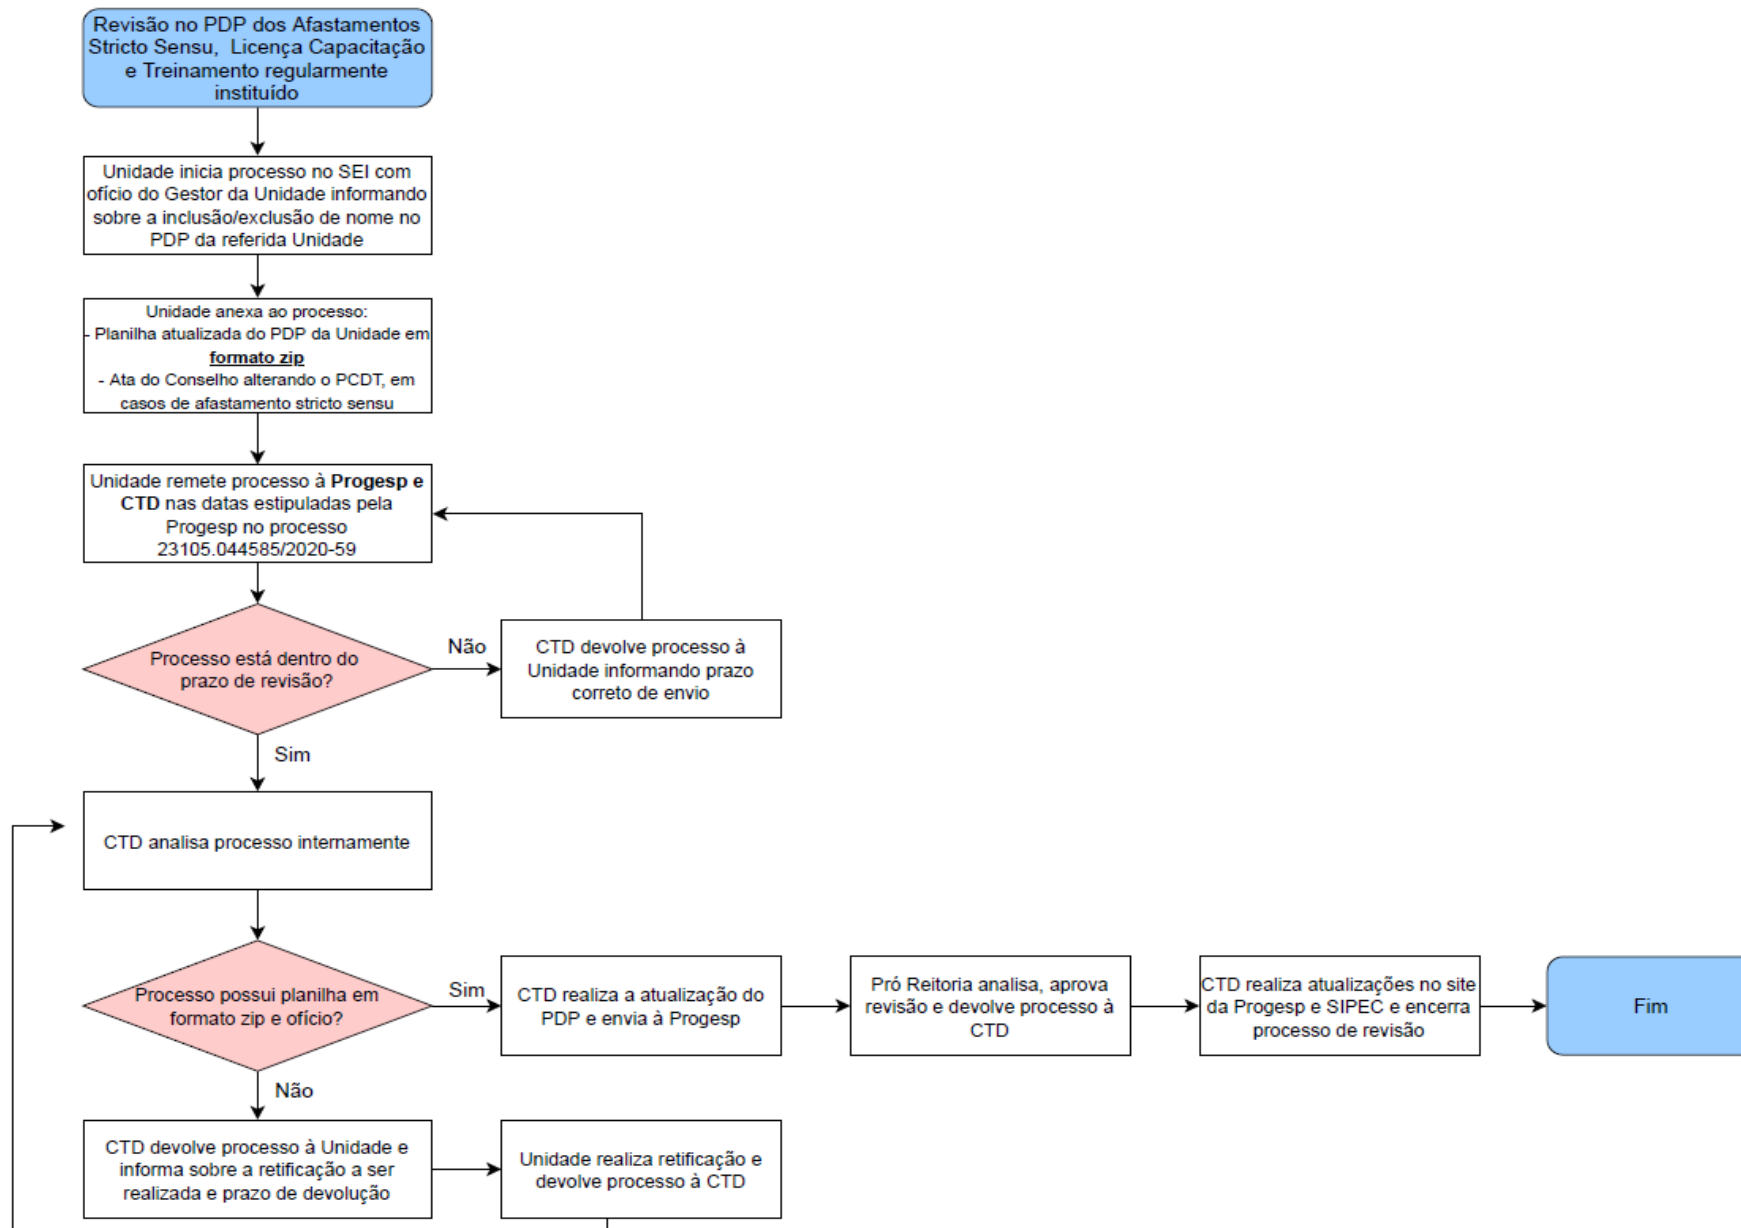 Revisão no PDP dos Afastamentos
Stricto Sensu, Licença Capacitação
e Treinamento regularmente
instituído
Unidade inicia processo no SEI com
ofício do Gestor da Unidade informando
sobre a inclusão/exclusão de nome no
PDP da referida Unidade
Unidade anexa ao processo:
- Planilha atualizada do PDP da Unidade em
formato zip
- Ata do Conselho alterando o PCDT, em
casos de afastamento stricto sensu
Unidade remete processo à Progesp e
CTD nas datas estipuladas pela
Progesp no processo
23105.044585/2020-59
Processo está dentro do
prazo de revisão?
Não
CTD devolve processo à
Unidade informando prazo
correto de envio
Sim
CTD analisa processo internamente
Processo possui planilha em
formato zip e ofício?
Sim
CTD realiza a atualização do
PDP e envia à Progesp
Pró Reitoria analisa, aprova
revisão e devolve processo à
CTD
CTD realiza atualizações no site
da Progesp e SIPEC e encerra
processo de revisão
Fim
Não
CTD devolve processo à Unidade e
informa sobre a retificação a ser
realizada e prazo de devolução
Unidade realiza retificação e
devolve processo à CTD